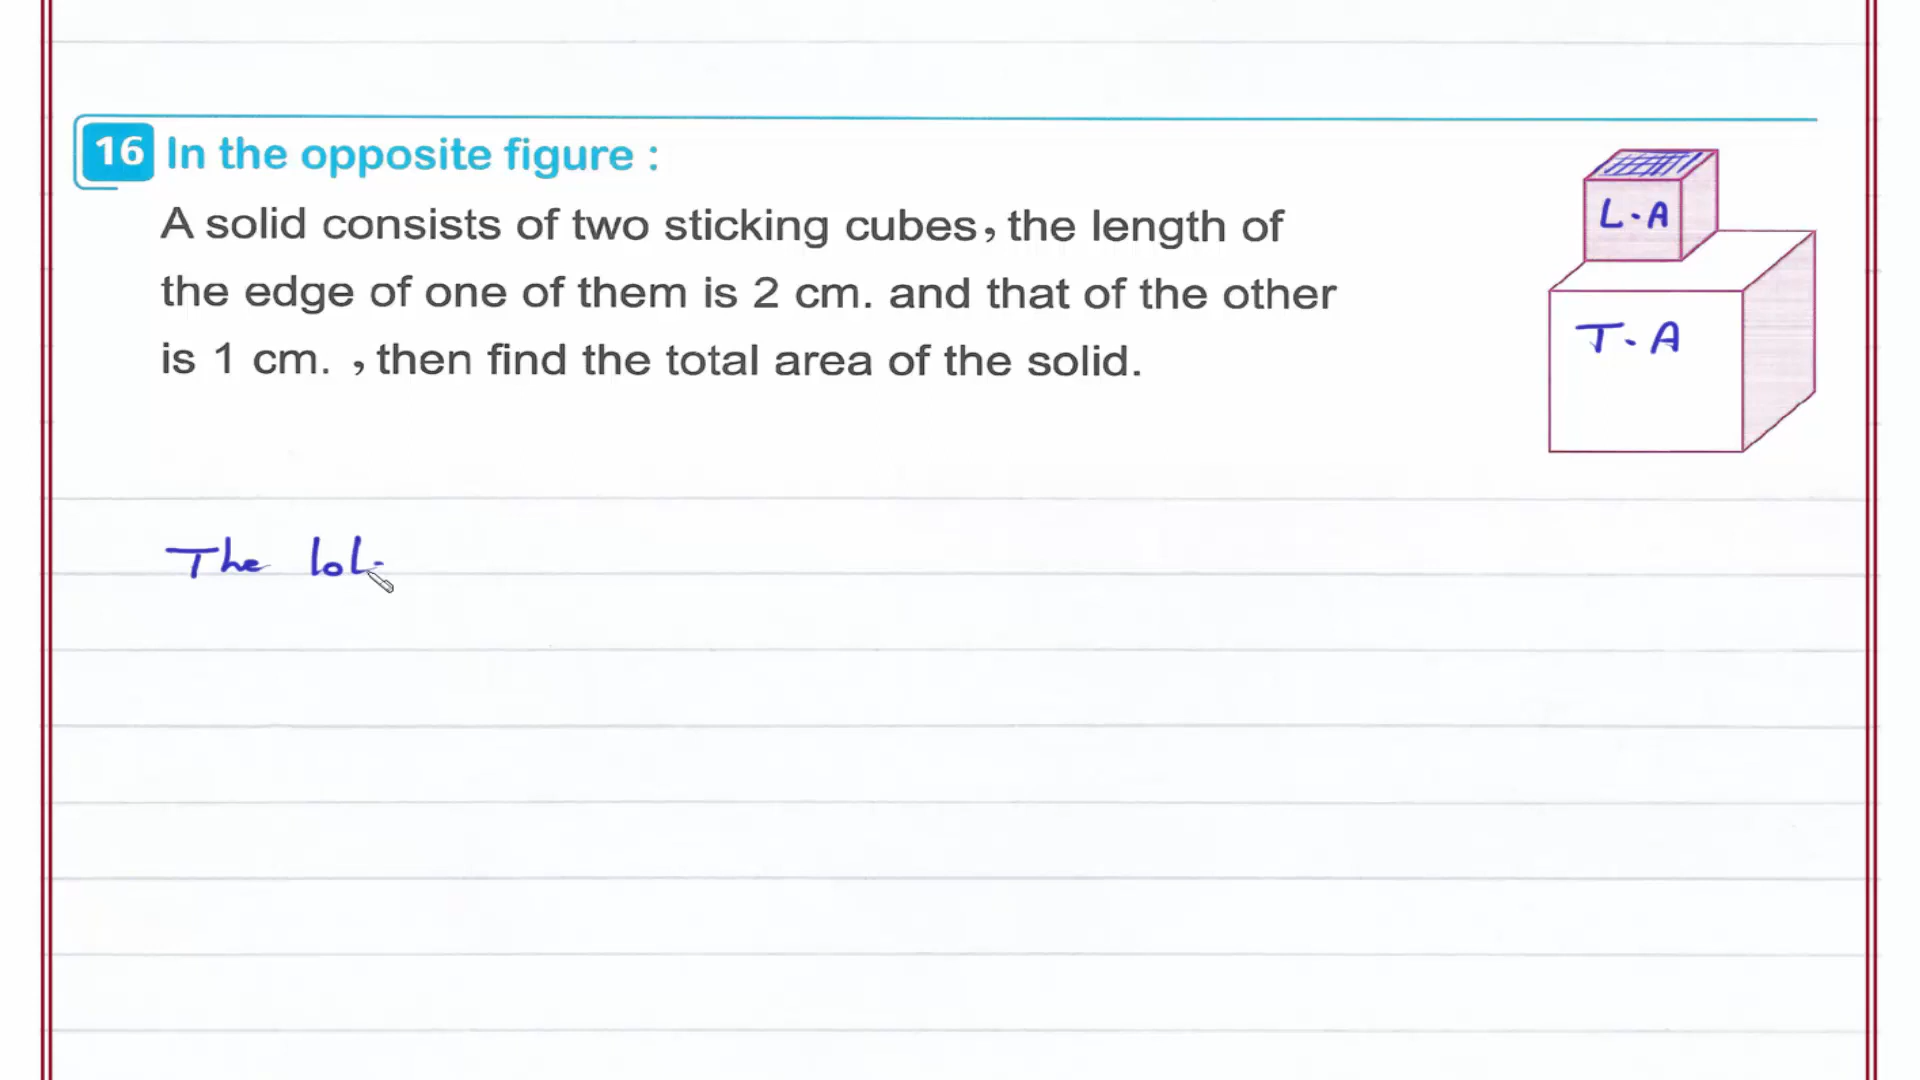 16 In the opposite figure :
A solid consists of two sticking cubes, the length of
the edge of one of them is 2 cm. and that of the other
is 1 cm. , then find the total area of the solid.
L.A
T.A
The